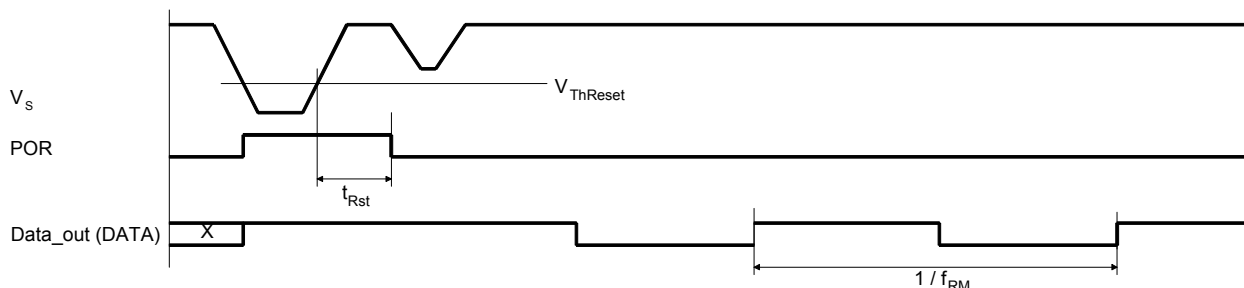 V_ThReset
V_S
POR
t_Rst
X
Data_out (DATA)
1 / f_RM